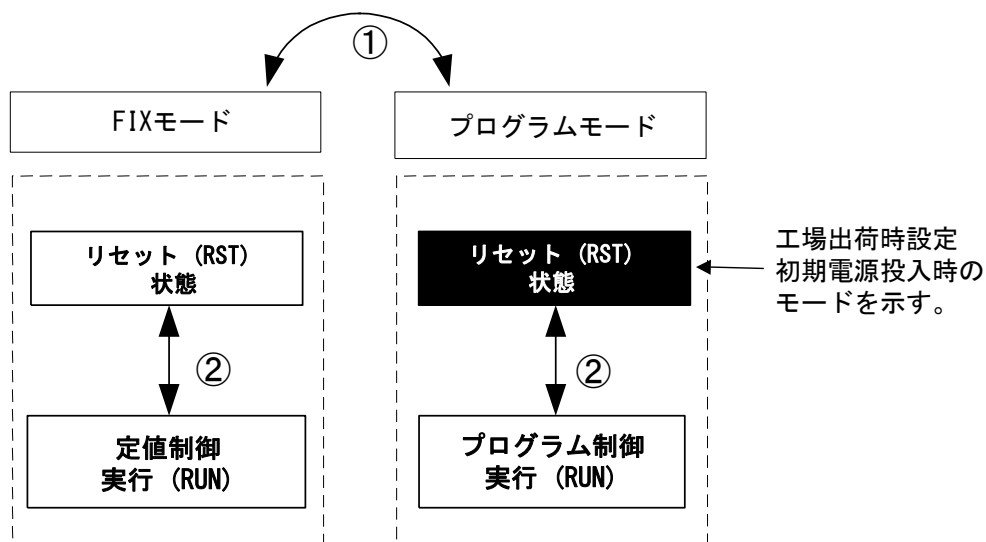 ①
FIXモード
プログラムモード
リセット (RST)
状態
②
定値制御
実行 (RUN)
リセット (RST)
状態
②
プログラム制御
実行 (RUN)
工場出荷時設定
初期電源投入時の
モードを示す。